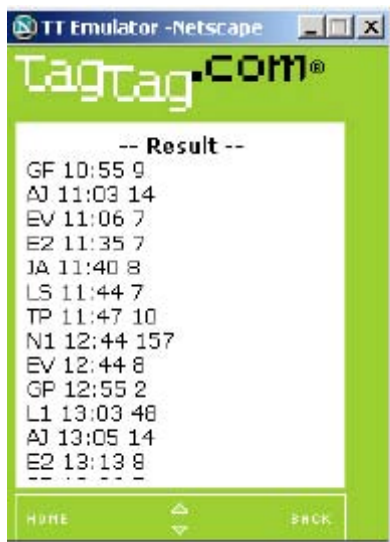 TT Emulator -Netscape
TagTag.com®
-- Result --
GF 10:55 9
AJ 11:03 14
EV 11:06 7
E2 11:35 7
JA 11:40 8
LS 11:44 7
TP 11:47 10
N1 12:44 157
EV 12:44 8
GP 12:55 2
L1 13:03 48
AJ 13:05 14
E2 13:13 8
HOME BACK